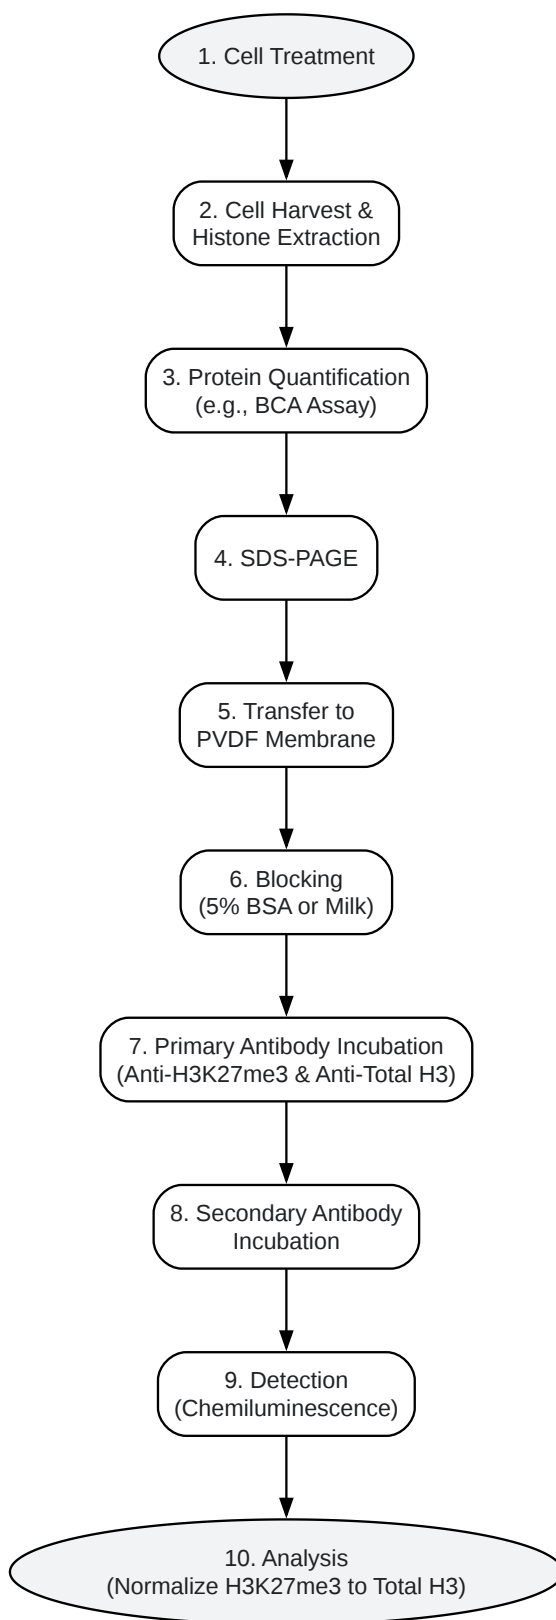 1. Cell Treatment
2. Cell Harvest &
Histone Extraction
3. Protein Quantification
(e.g., BCA Assay)
4. SDS-PAGE
5. Transfer to
PVDF Membrane
6. Blocking
(5% BSA or Milk)
7. Primary Antibody Incubation
(Anti-H3K27me3 & Anti-Total H3)
8. Secondary Antibody
Incubation
9. Detection
(Chemiluminescence)
10. Analysis
(Normalize H3K27me3 to Total H3)